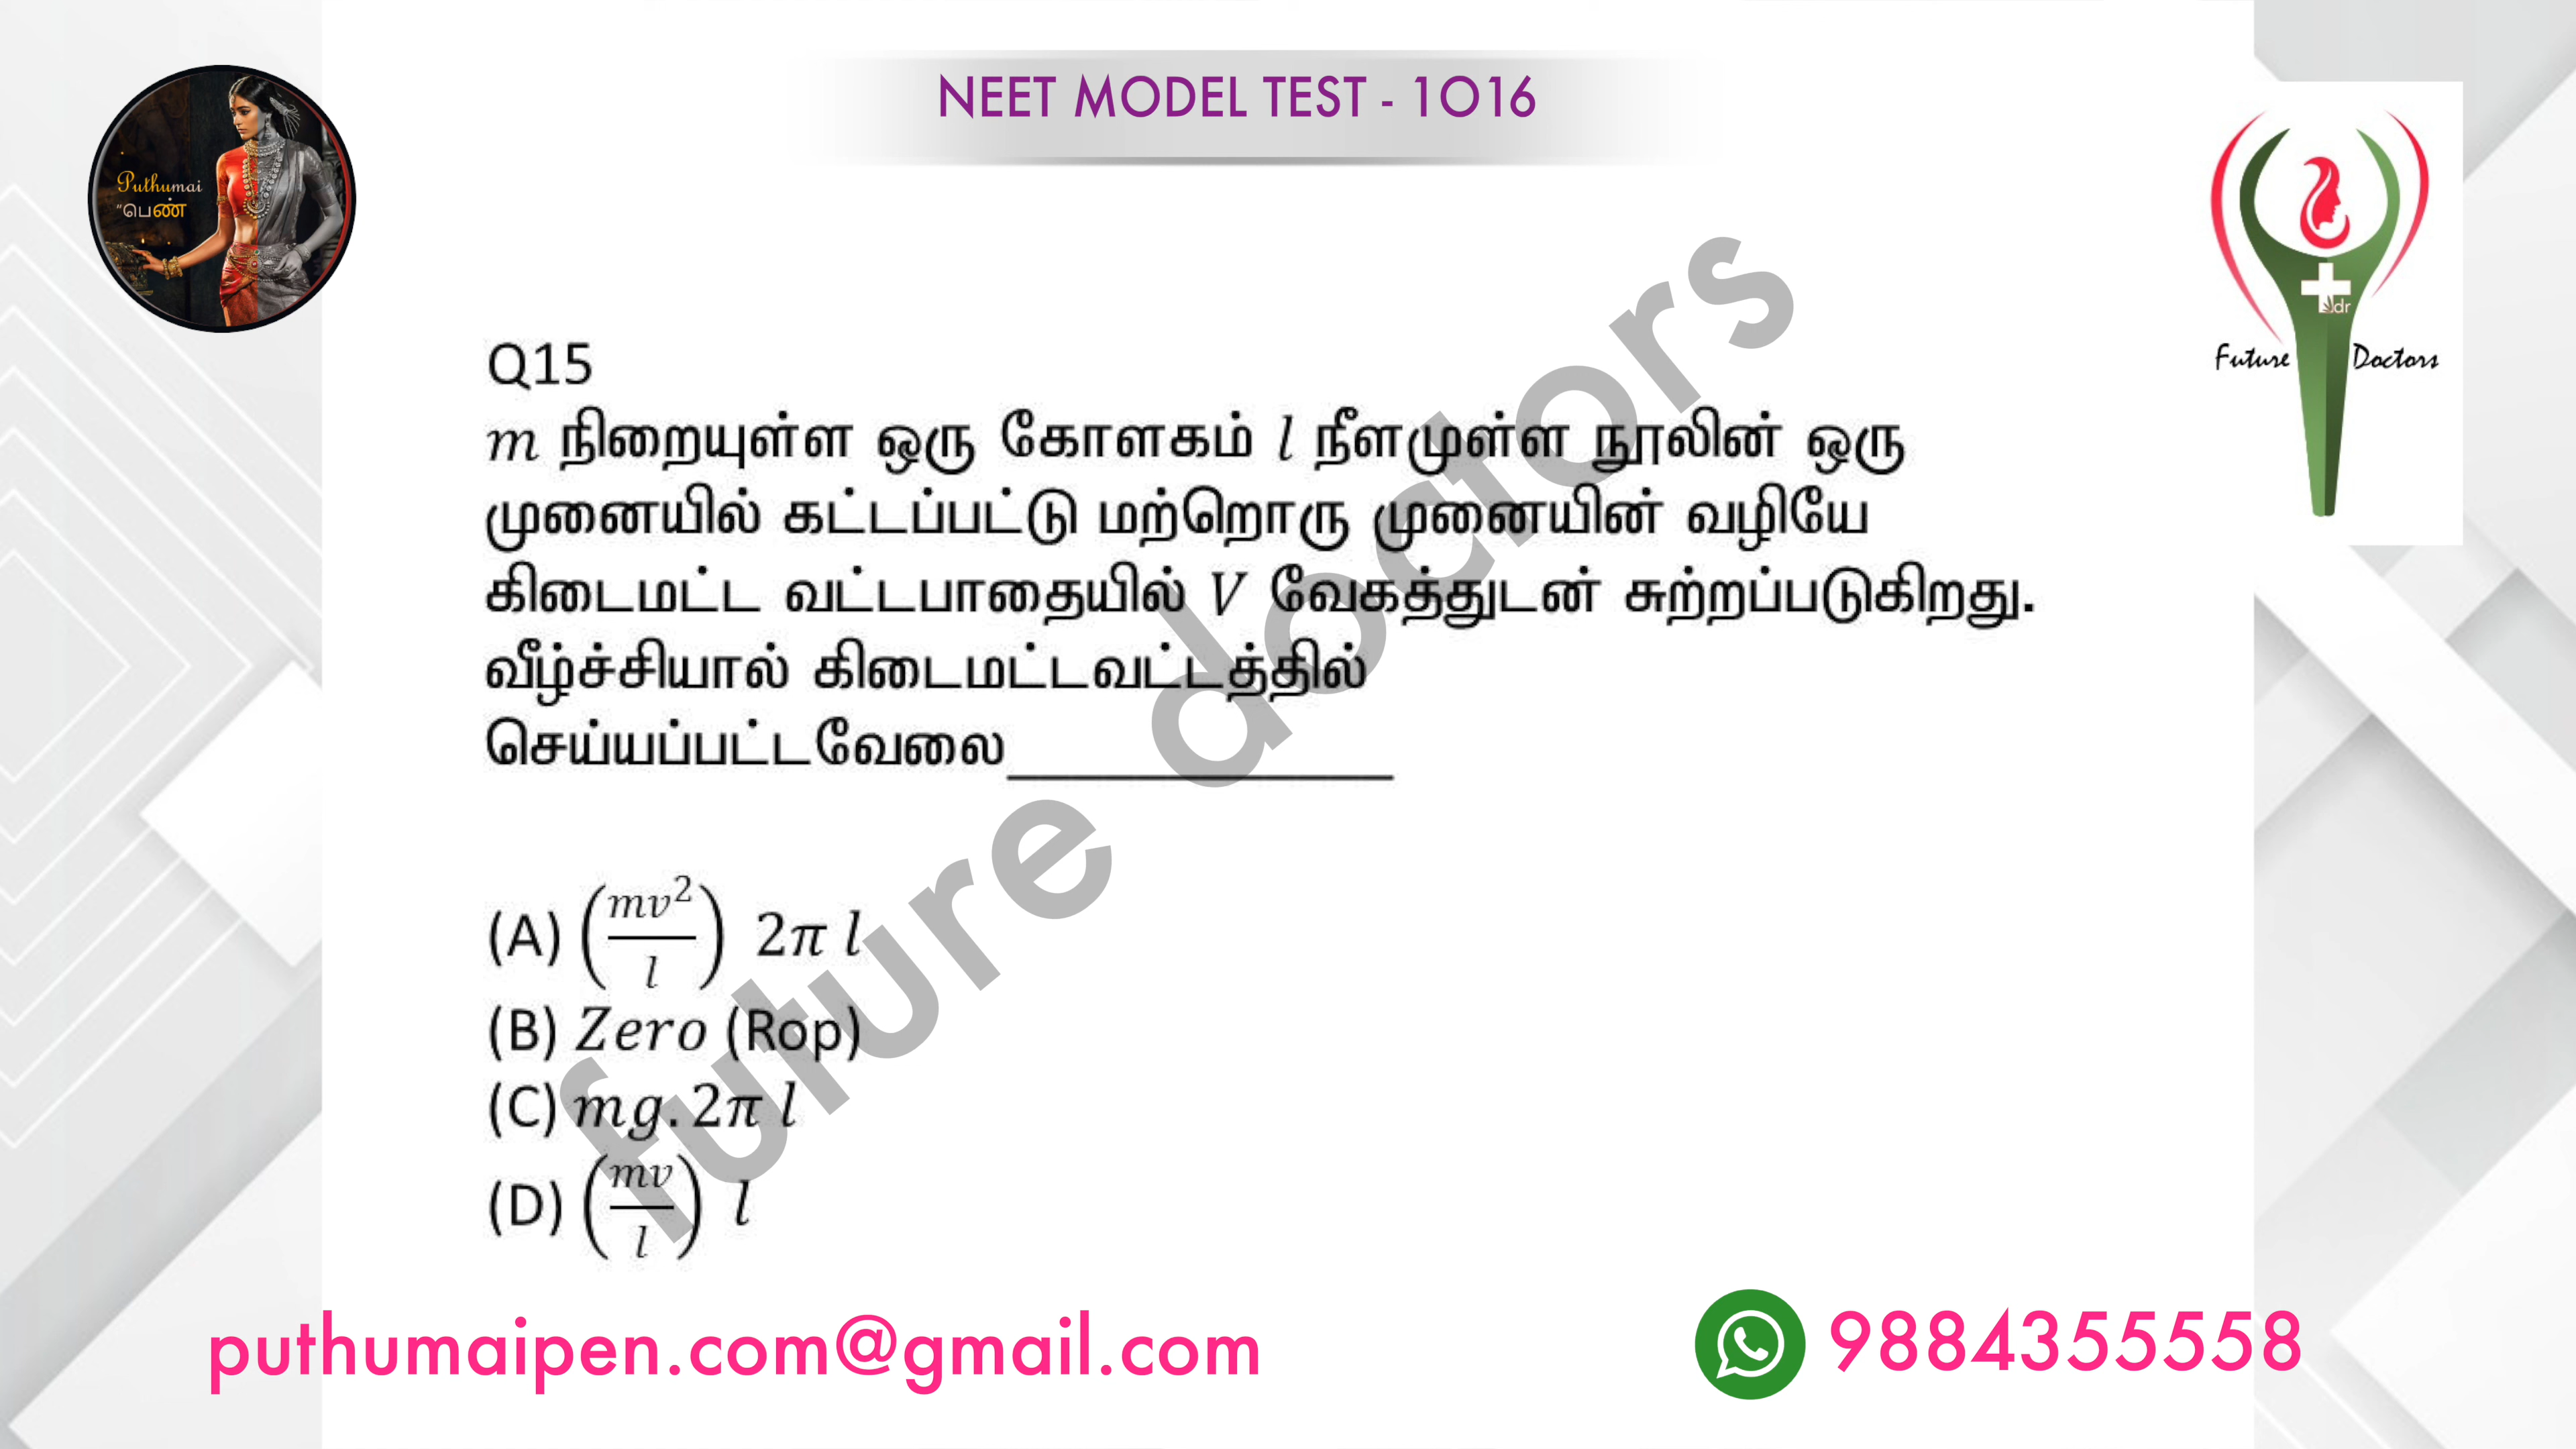 NEET MODEL TEST - 1O16
Puthumai
"பெண்
dr
Future Doctors
Q15
m நிறையுள்ள ஒரு கோளகம் l நீளமுள்ள நூலின் ஒரு
முனையில் கட்டப்பட்டு மற்றொரு முனையின் வழியே
கிடைமட்ட வட்டபாதையில் V வேகத்துடன் சுற்றப்படுகிறது.
வீழ்ச்சியால் கிடைமட்டவட்டத்தில்
செய்யப்பட்டவேலை______________
(A) (mv²/l) 2π l
(B) Zero (Rop)
(C) mg. 2π l
(D) (mv/l) l
future doctors
puthumaipen.com@gmail.com
9884355558